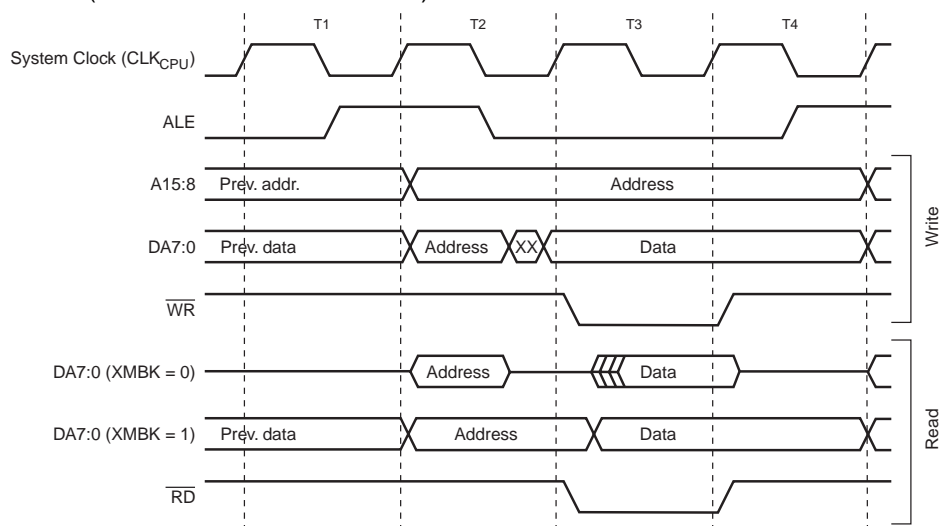 T1 T2 T3 T4
System Clock (CLKCPU)
ALE
A15:8 Prev. addr. Address
DA7:0 Prev. data Address XX Data
WR
Write
DA7:0 (XMBK = 0) Address Data
DA7:0 (XMBK = 1) Prev. data Address Data
RD
Read